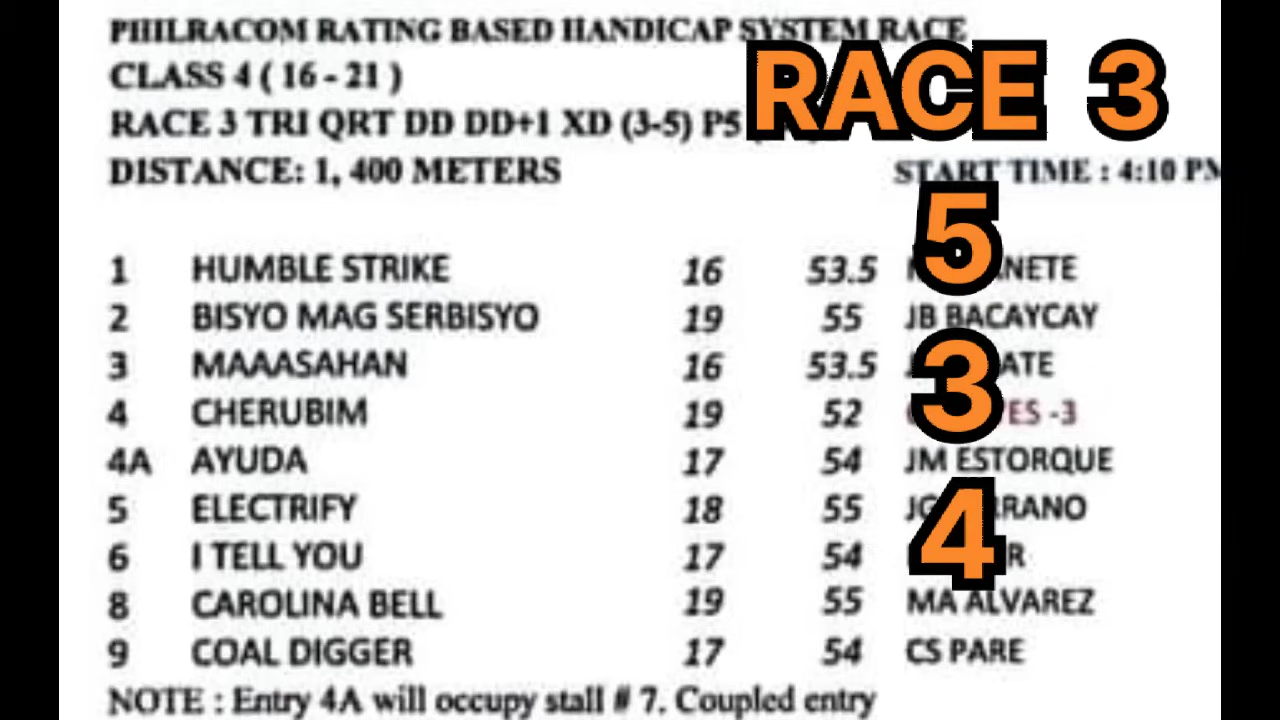 PHILRACOM RATING BASED HANDICAP SYSTEM RACE
CLASS 4 ( 16 - 21 )
RACE 3 TRI QRT DD DD+1 XD (3-5) P5
RACE 3
DISTANCE: 1, 400 METERS START TIME : 4:10 PM
5
1 HUMBLE STRIKE 16 53.5
2 BISYO MAG SERBISYO 19 55 JB BACAYCAY
3 MAAASAHAN 16 53.5
3
4 CHERUBIM 19 52 -3
4A AYUDA 17 54 JM ESTORQUE
5 ELECTRIFY 18 55
4
6 I TELL YOU 17 54
8 CAROLINA BELL 19 55 MA ALVAREZ
9 COAL DIGGER 17 54 CS PARE
NOTE : Entry 4A will occupy stall # 7. Coupled entry